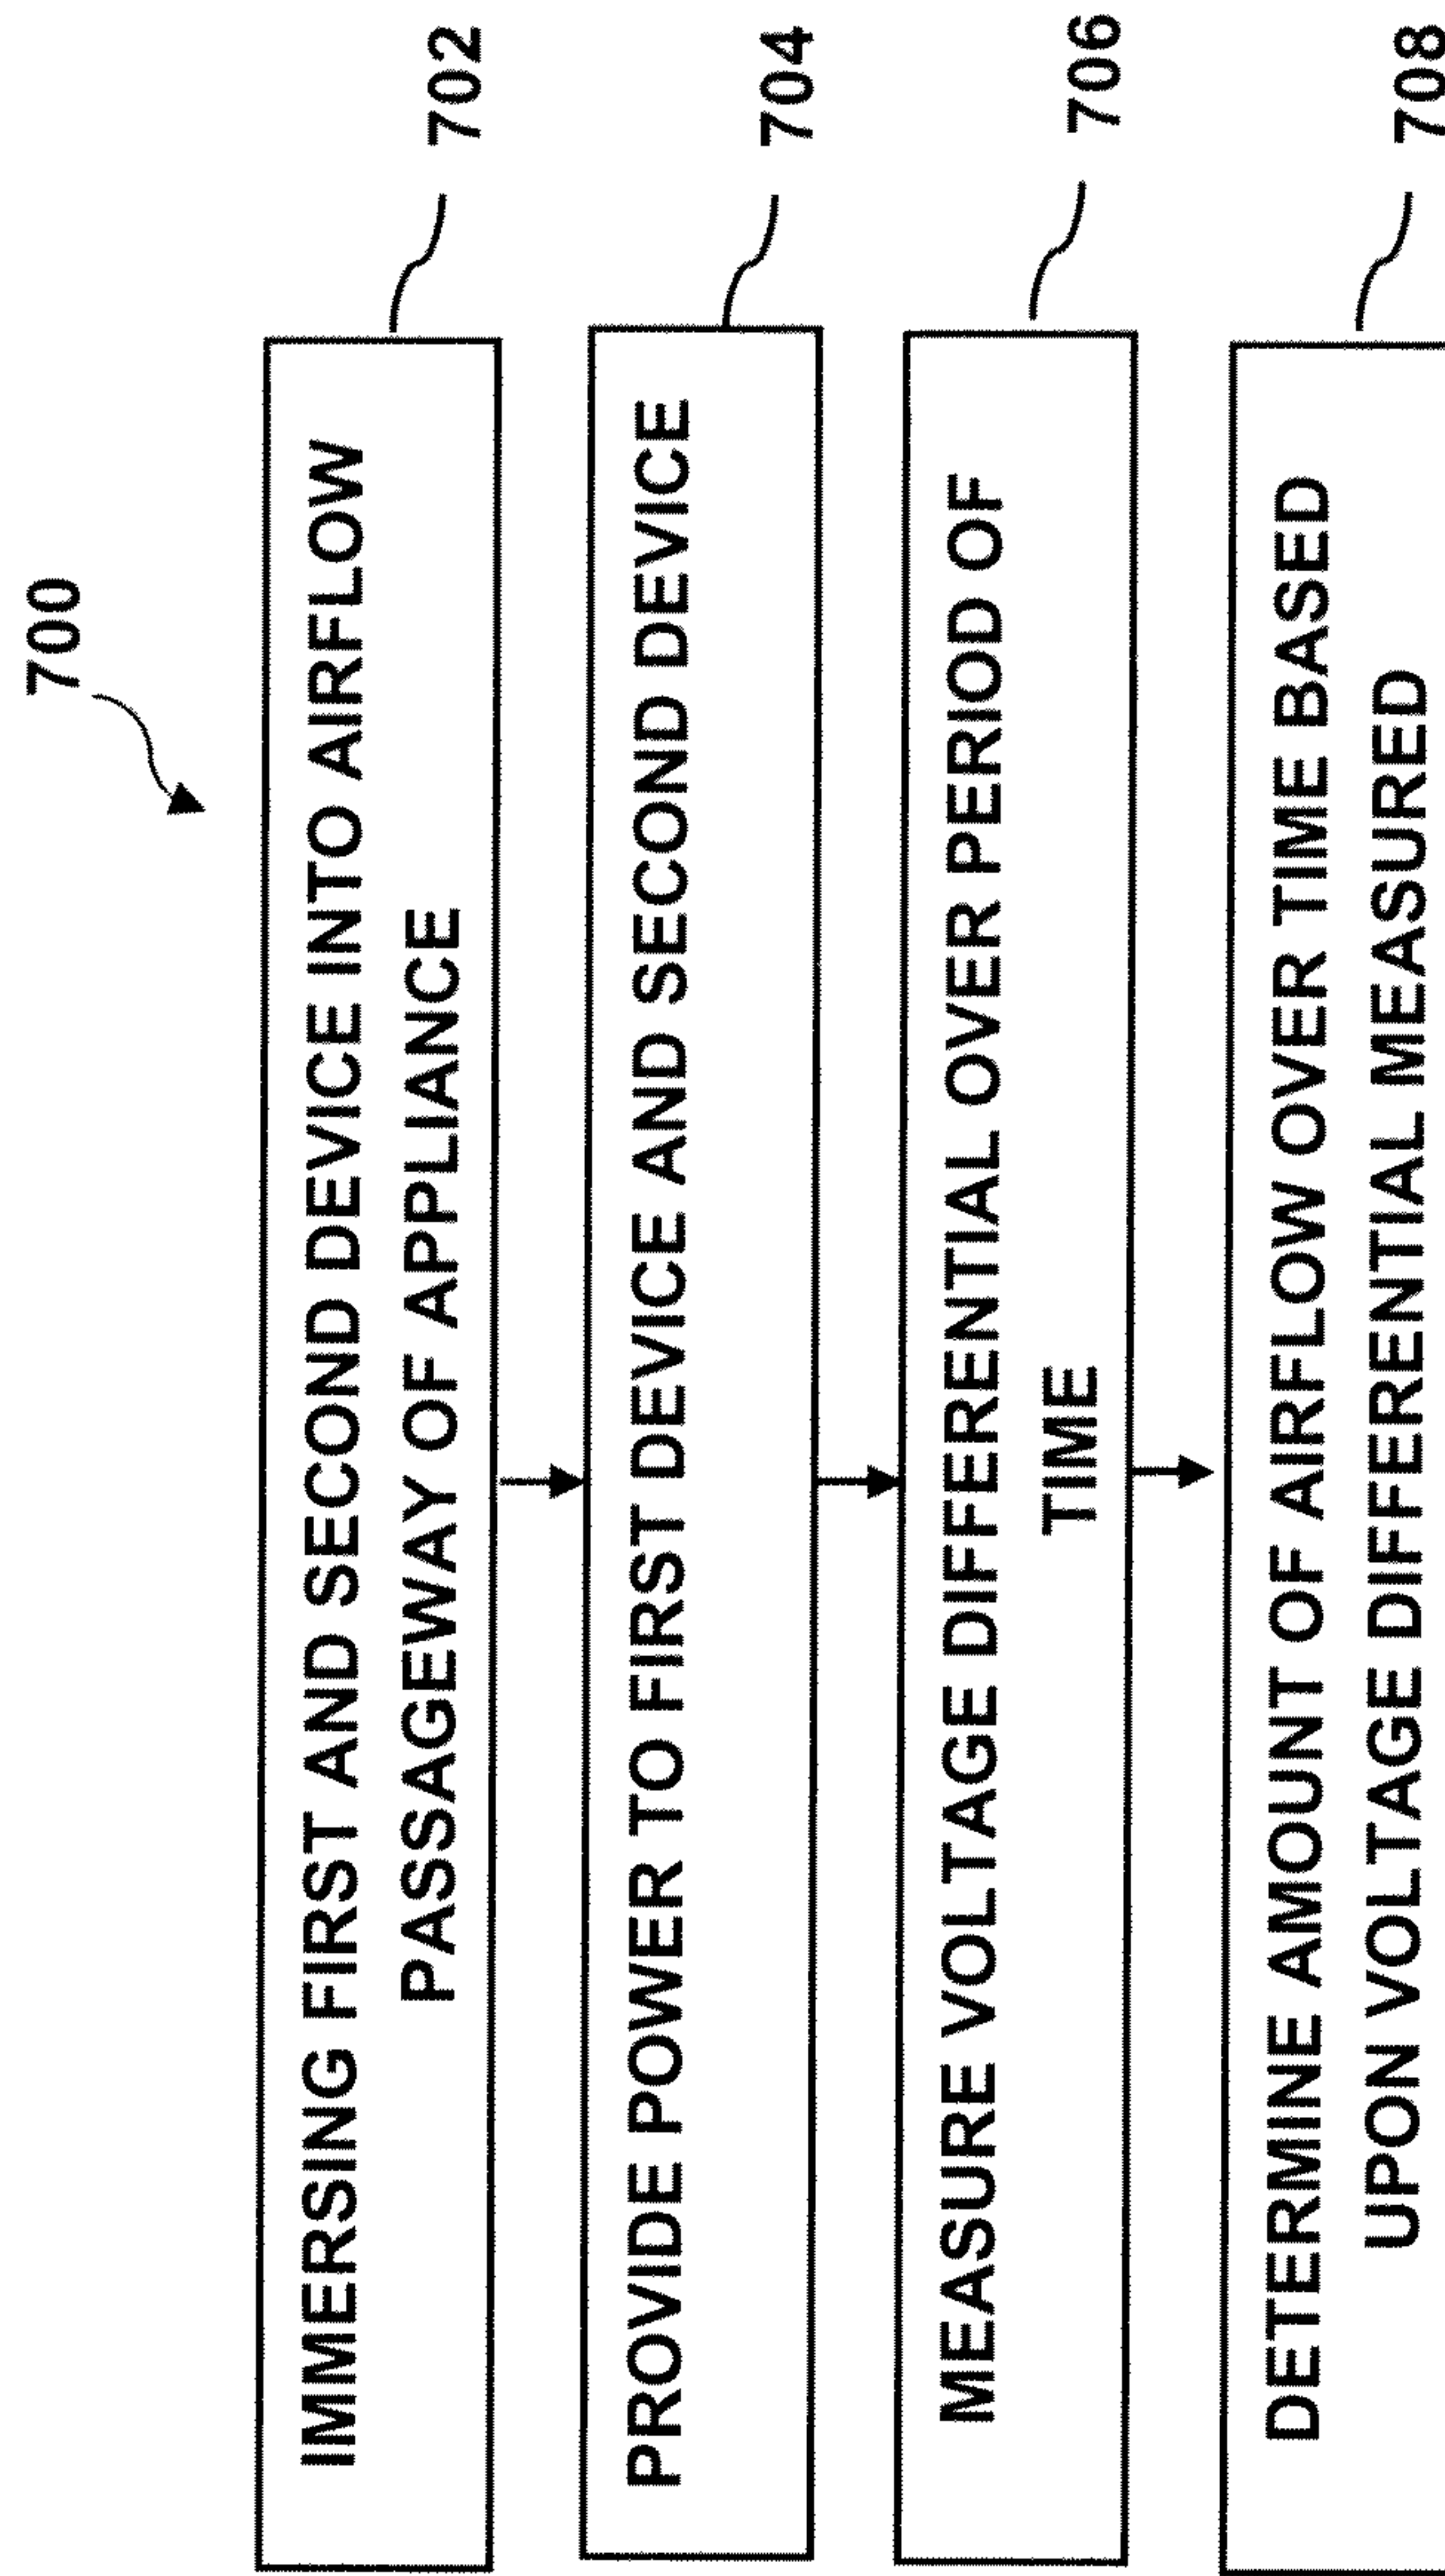 700
IMMERSING FIRST AND SECOND DEVICE INTO AIRFLOW
PASSAGEWAY OF APPLIANCE
702
PROVIDE POWER TO FIRST DEVICE AND SECOND DEVICE
704
MEASURE VOLTAGE DIFFERENTIAL OVER PERIOD OF
TIME
706
DETERMINE AMOUNT OF AIRFLOW OVER TIME BASED
UPON VOLTAGE DIFFERENTIAL MEASURED
708